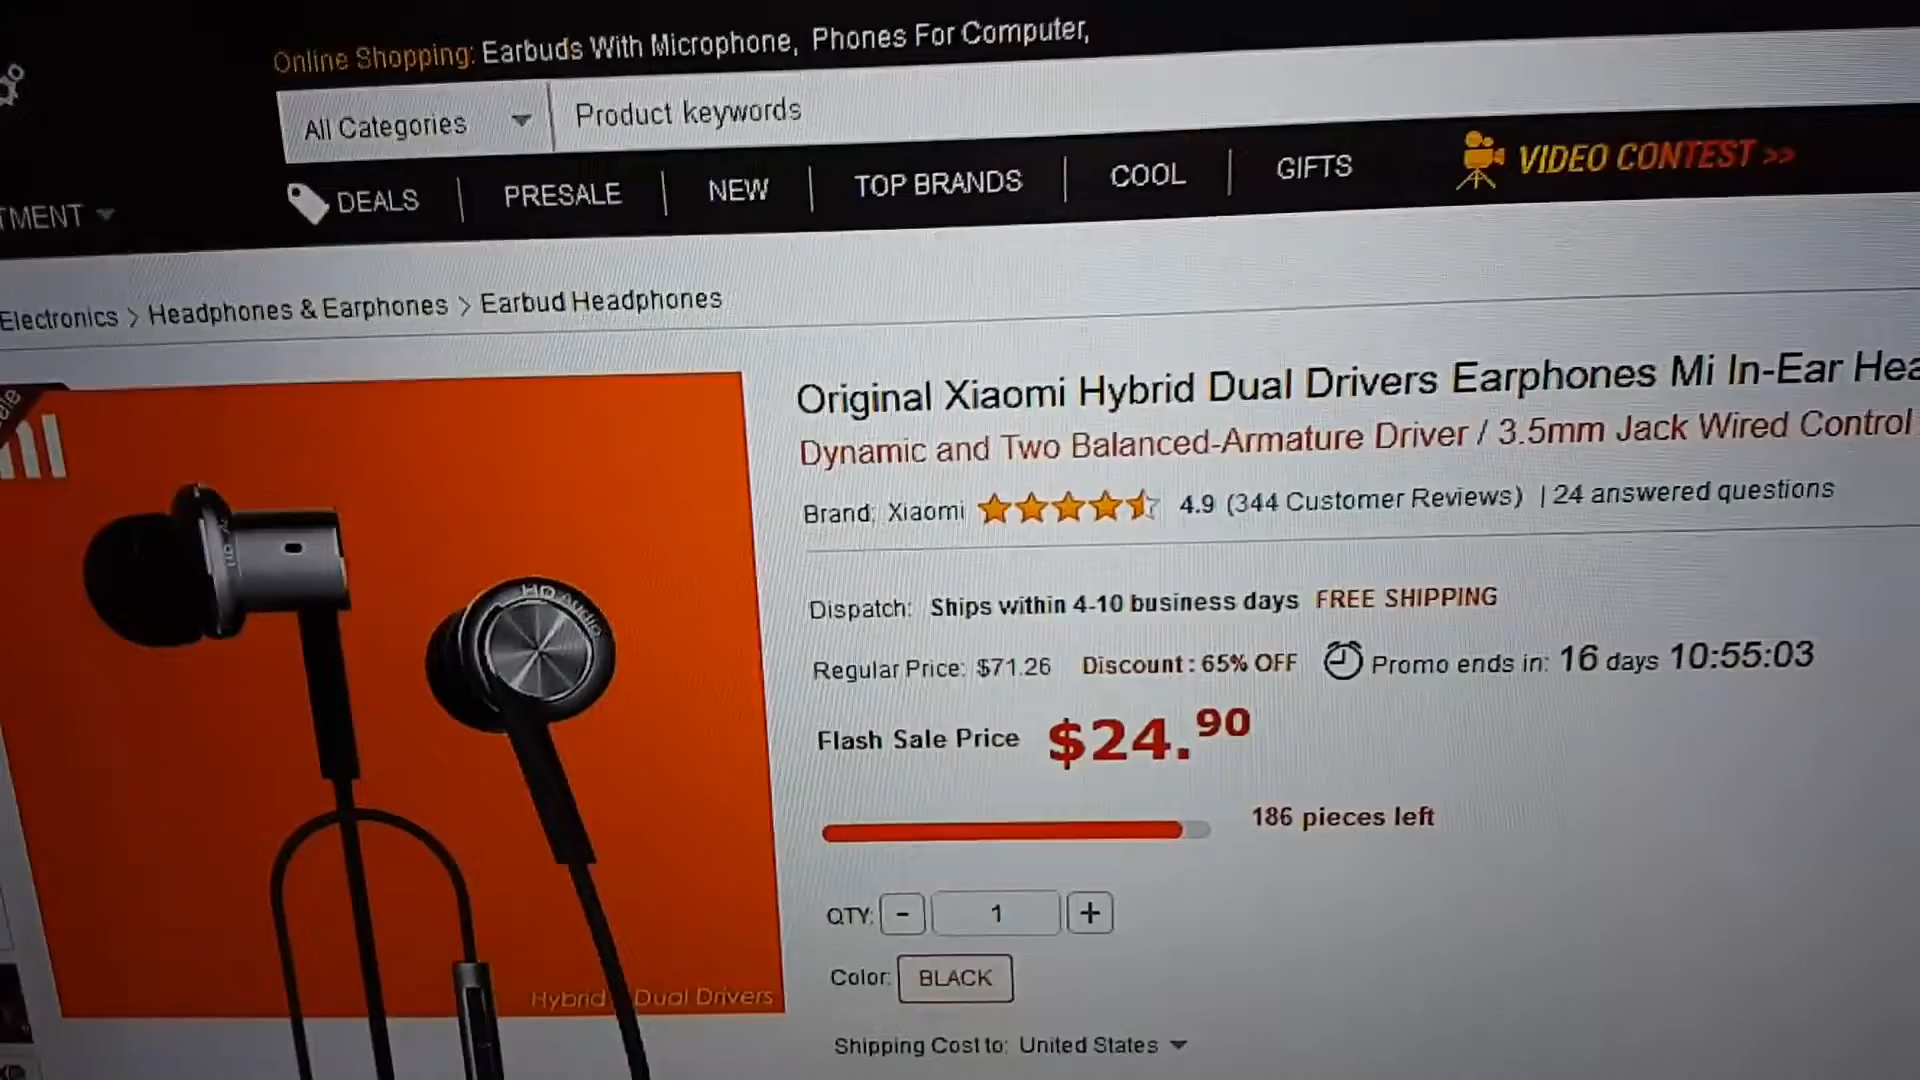 Online Shopping: Earbuds With Microphone, Phones For Computer,
All Categories
Product keywords
TMENT
DEALS
PRESALE
NEW
TOP BRANDS
COOL
GIFTS
VIDEO CONTEST >>
Electronics > Headphones & Earphones > Earbud Headphones
Original Xiaomi Hybrid Dual Drivers Earphones Mi In-Ear Hea
Dynamic and Two Balanced-Armature Driver / 3.5mm Jack Wired Control
Brand: Xiaomi 4.9 (344 Customer Reviews) | 24 answered questions
Dispatch: Ships within 4-10 business days FREE SHIPPING
Regular Price: $71.26 Discount: 65% OFF Promo ends in: 16 days 10:55:03
Flash Sale Price $24.90
186 pieces left
QTY: - 1 +
Color: BLACK
Shipping Cost to: United States
HD Audio
Hybrid Dual Drivers